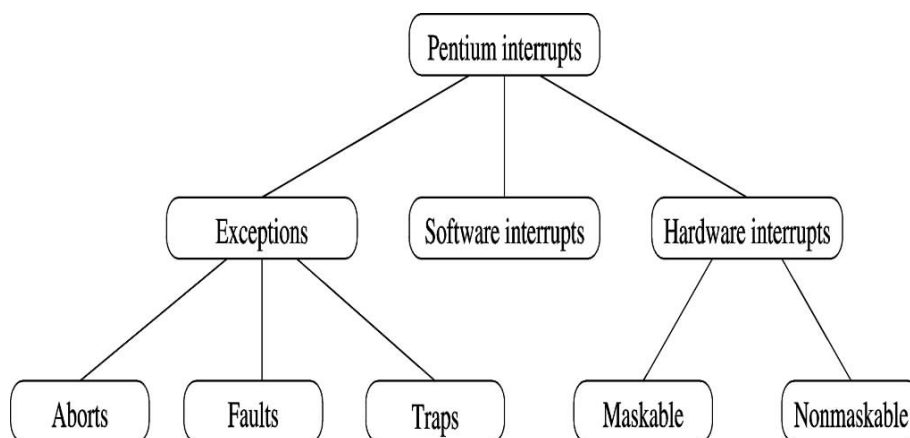 Pentium interrupts
Exceptions
Software interrupts
Hardware interrupts
Aborts
Faults
Traps
Maskable
Nonmaskable